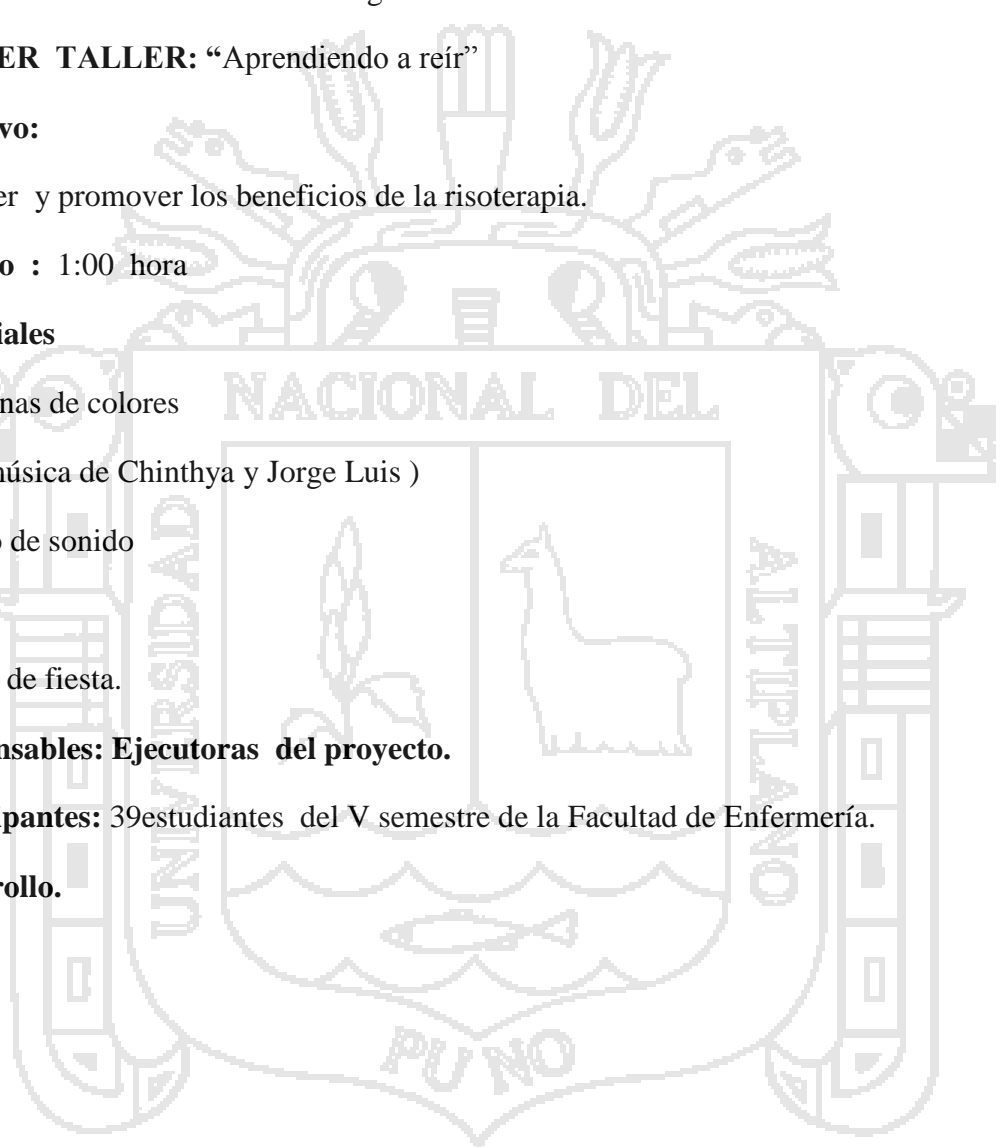 ER TALLER: “Aprendiendo a reír”
vo:
er y promover los beneficios de la risoterapia.
o : 1:00 hora
iales
nas de colores
núsica de Chinthya y Jorge Luis )
o de sonido
de fiesta.
nsables: Ejecutoras del proyecto.
ipantes: 39estudiantes del V semestre de la Facultad de Enfermería.
rollo.
UNIVERSIDAD
NACIONAL DEL
ALTIPLANO
PUNO